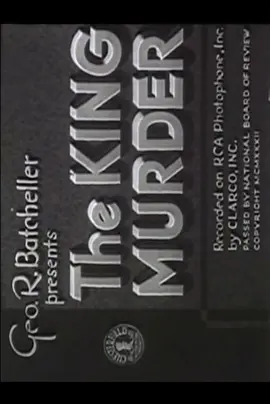 Geo. R. Batcheller
presents
The KING
MURDER
Recorded on RCA Photophone, Inc.
by CLARCO, INC.
PASSED BY NATIONAL BOARD OF REVIEW
COPYRIGHT MCMXXXII
CHESTERFIELD